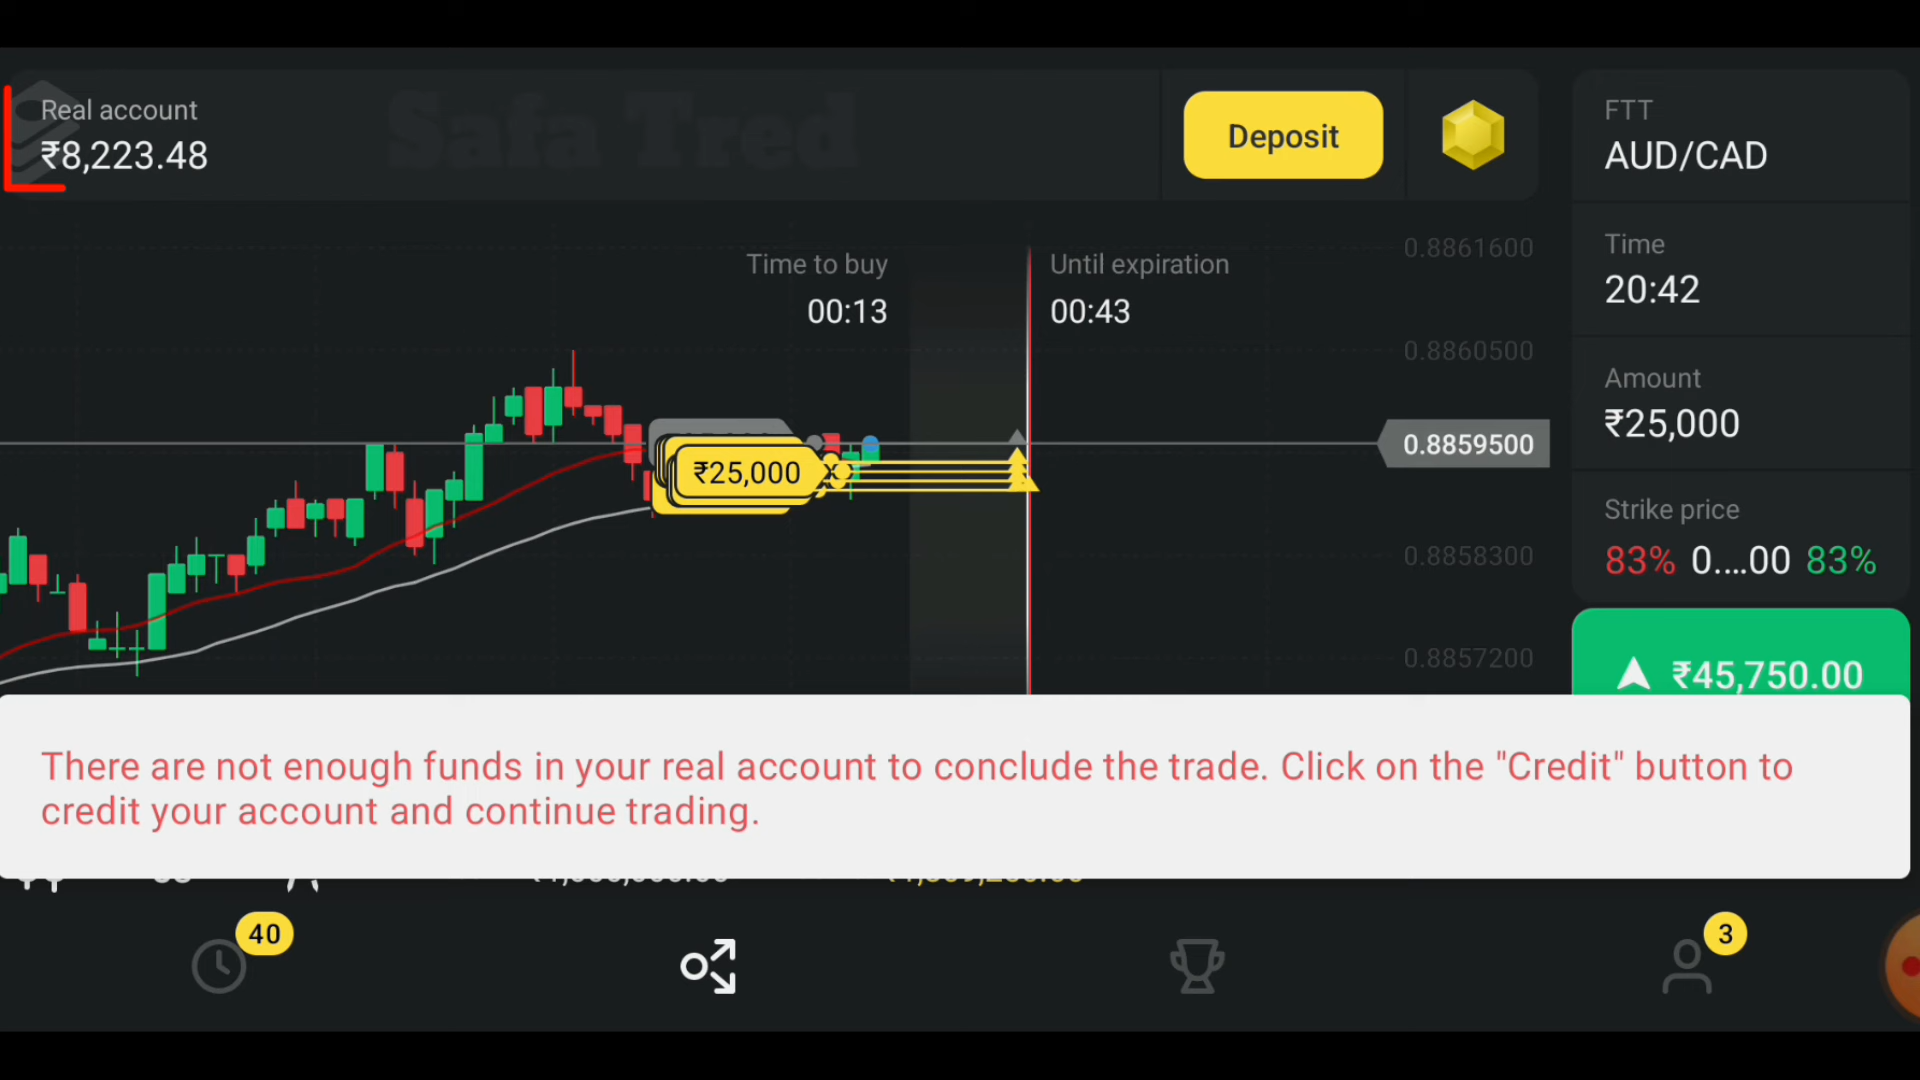 Real account
₹8,223.48
Safa Tred
Deposit
FTT
AUD/CAD
Time
20:42
Amount
₹25,000
Strike price
83% 0....00 83%
Time to buy
00:13
Until expiration
00:43
0.8861600
0.8860500
0.8859500
0.8858300
0.8857200
₹25,000
₹45,750.00
There are not enough funds in your real account to conclude the trade. Click on the "Credit" button to
credit your account and continue trading.
40
3